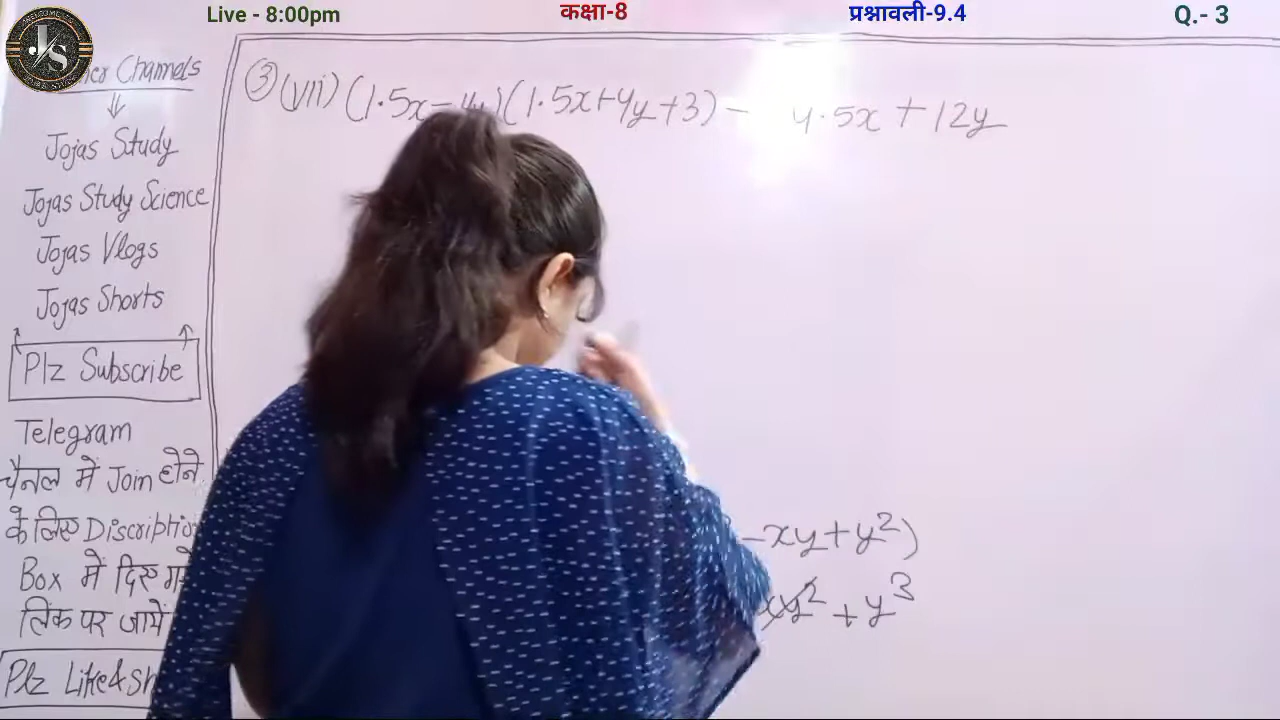 Live - 8:00pm कक्षा-8 प्रश्नावली-9.4 Q.- 3
Channels
Jojas Study
Jojas Study Science
Jojas Vlogs
Jojas Shorts
Plz Subscribe
Telegram
चैनल में Join होने
के लिए Discriptio
Box में दिए
लिंक पर जायें
Plz Like & Sh
③ (vii) (1.5x - 4y)(1.5x+4y+3) - 4.5x + 12y
-xy+y²)
xy² + y³